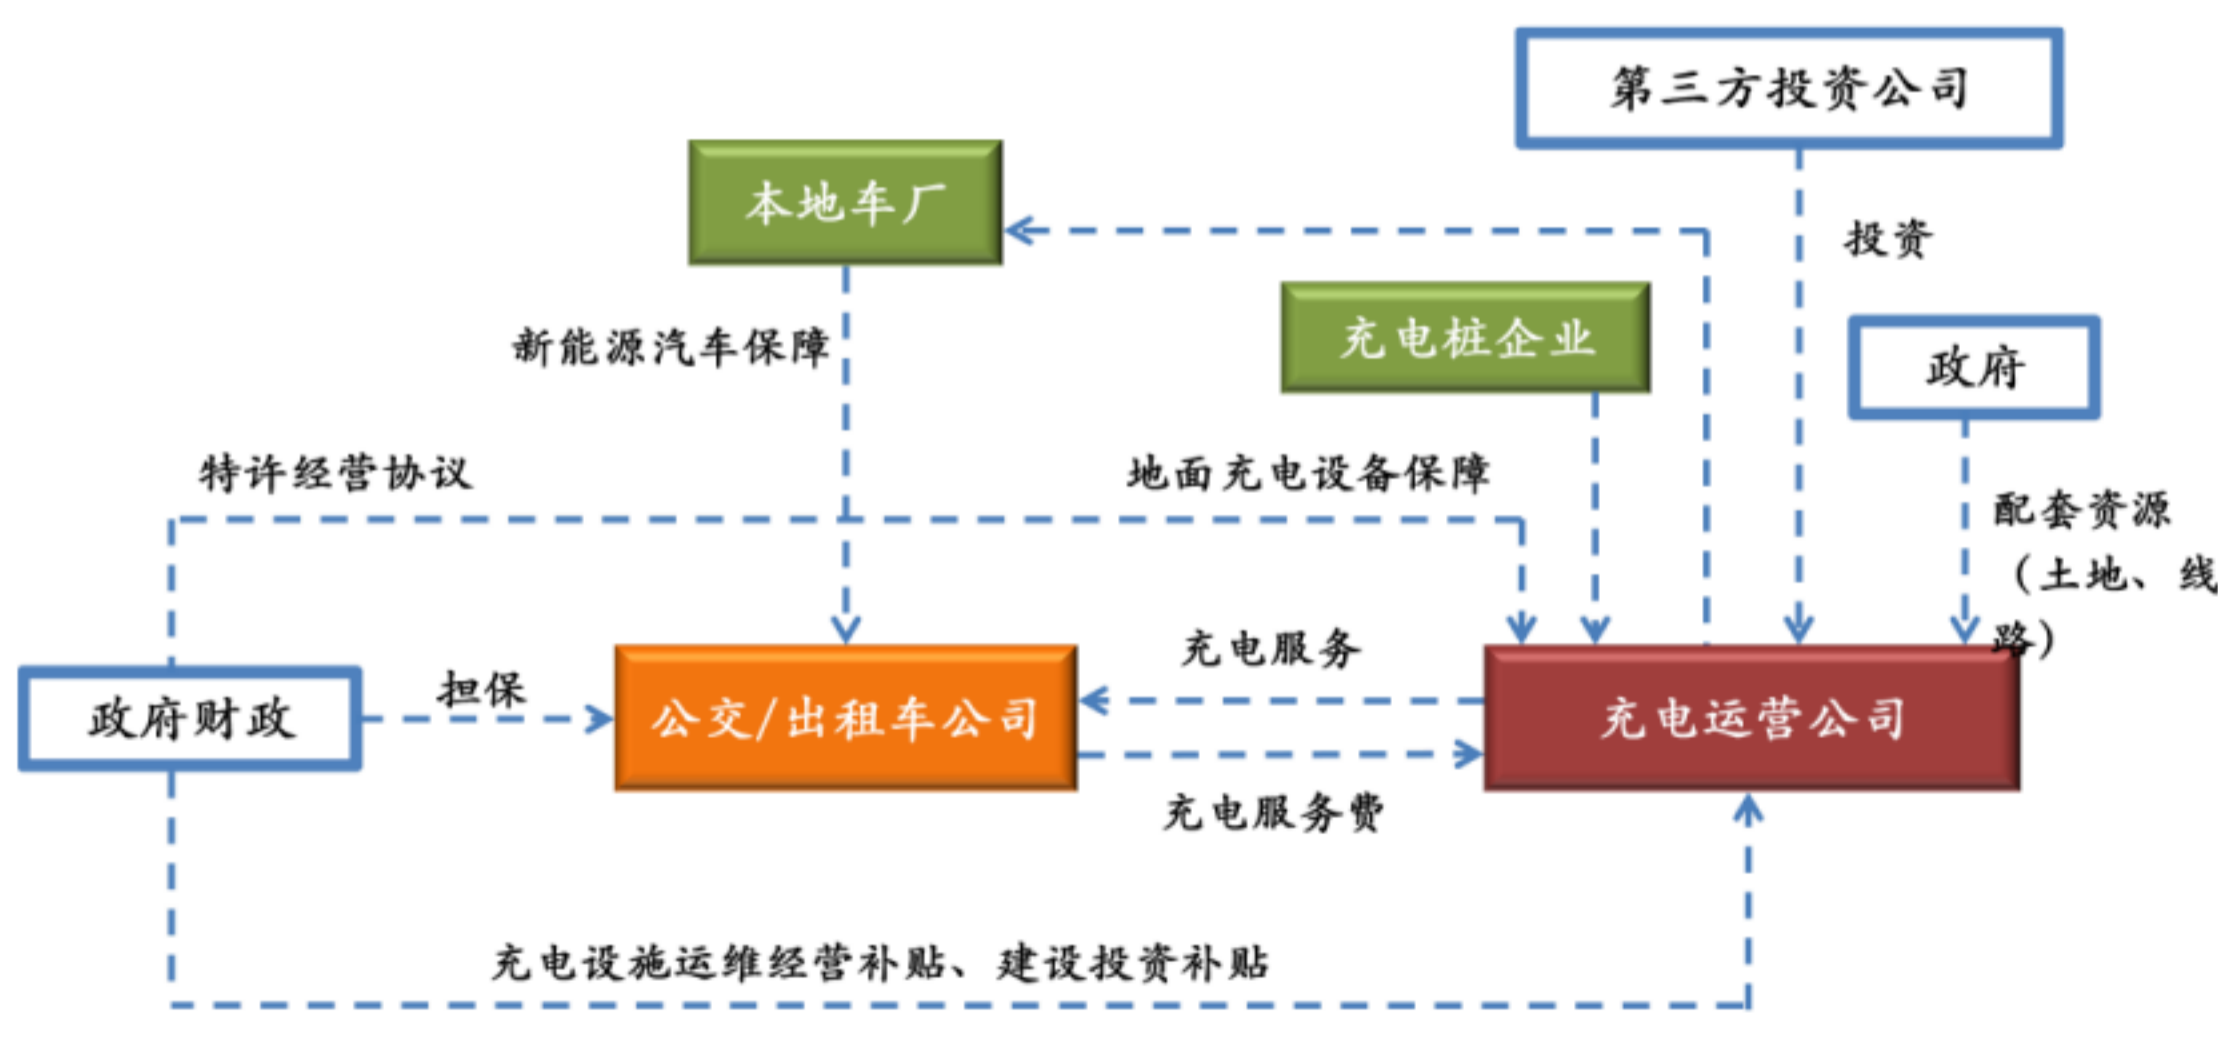 第三方投资公司
本地车厂
投资
充电桩企业
新能源汽车保障
政府
特许经营协议
地面充电设备保障
配套资源
（土地、线
路）
充电服务
担保
政府财政
公交/出租车公司
充电运营公司
充电服务费
充电设施运维经营补贴、建设投资补贴